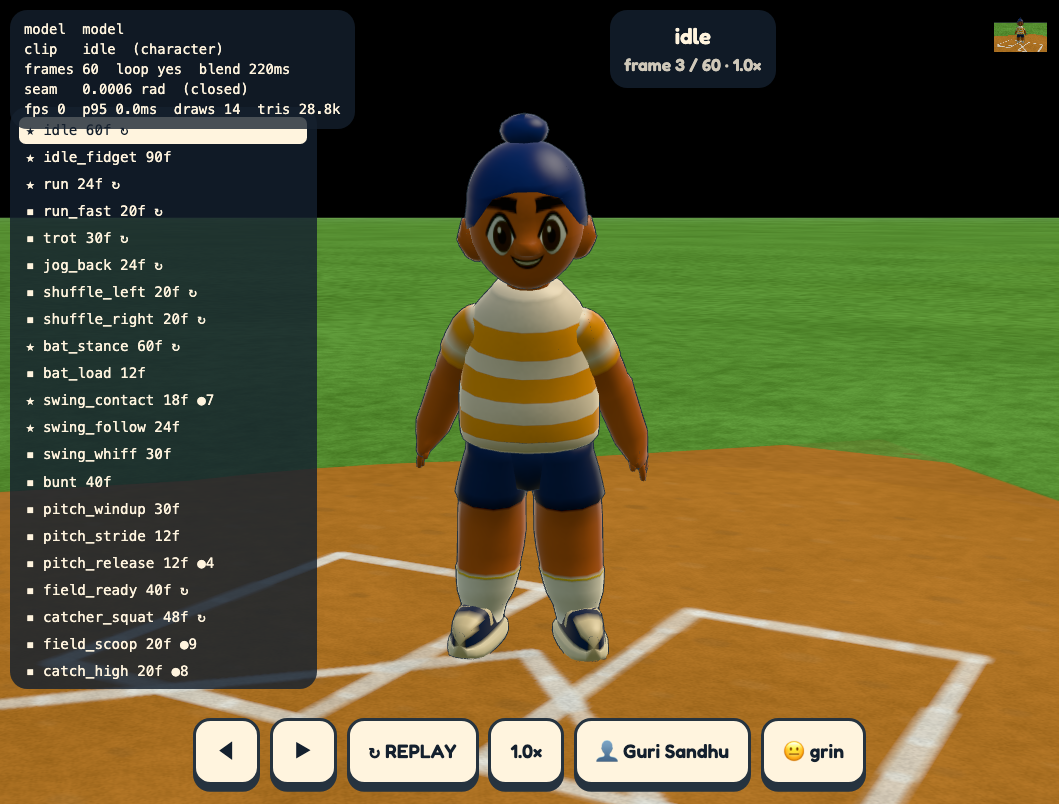 model model
clip idle (character)
frames 60 loop yes blend 220ms
seam 0.0006 rad (closed)
fps 0 p95 0.0ms draws 14 tris 28.8k
idle
frame 3 / 60 · 1.0×
★ idle 60f ↻
★ idle_fidget 90f
★ run 24f ↻
▪ run_fast 20f ↻
▪ trot 30f ↻
▪ jog_back 24f ↻
▪ shuffle_left 20f ↻
▪ shuffle_right 20f ↻
★ bat_stance 60f ↻
▪ bat_load 12f
★ swing_contact 18f ●7
★ swing_follow 24f
▪ swing_whiff 30f
▪ bunt 40f
▪ pitch_windup 30f
▪ pitch_stride 12f
▪ pitch_release 12f ●4
▪ field_ready 40f ↻
▪ catcher_squat 48f ↻
▪ field_scoop 20f ●9
▪ catch_high 20f ●8
◀ ▶ ↻ REPLAY 1.0× 👤 Guri Sandhu 😐 grin